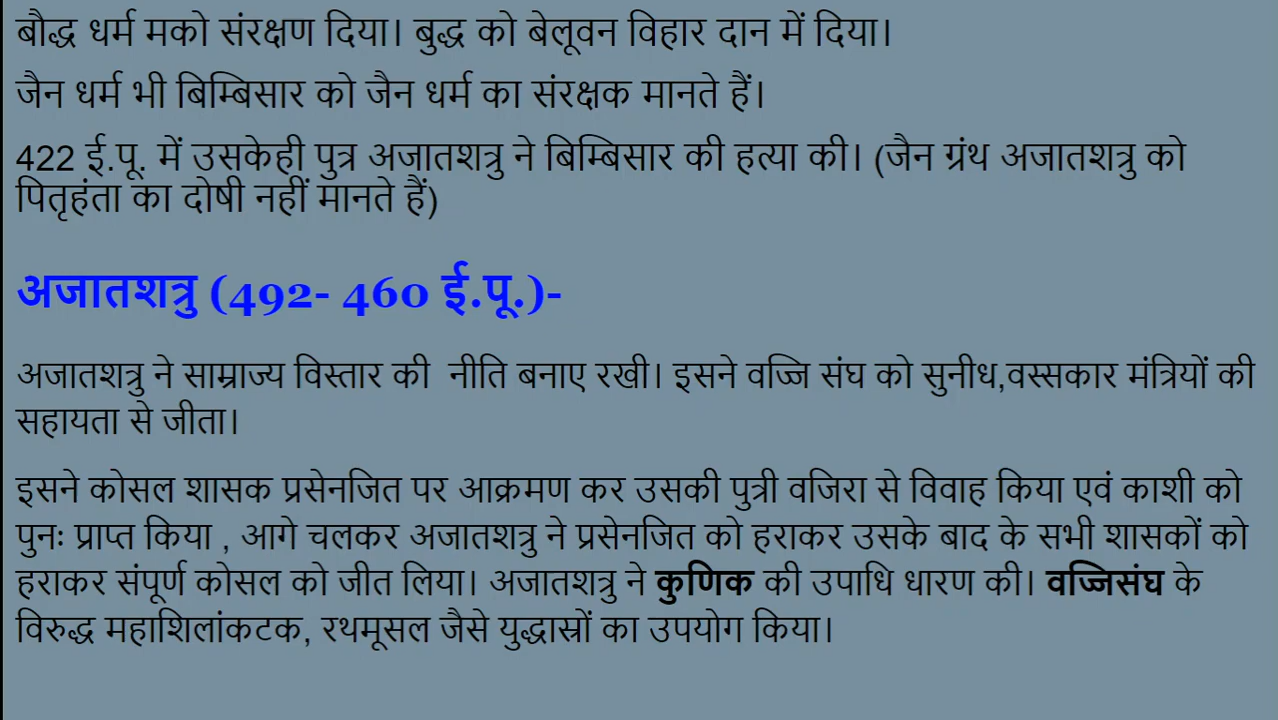 बौद्ध धर्म मको संरक्षण दिया। बुद्ध को बेलूवन विहार दान में दिया।
जैन धर्म भी बिम्बिसार को जैन धर्म का संरक्षक मानते हैं।
422 ई.पू. में उसकेही पुत्र अजातशत्रु ने बिम्बिसार की हत्या की। (जैन ग्रंथ अजातशत्रु को
पितृहंता का दोषी नहीं मानते हैं)
अजातशत्रु (492- 460 ई.पू.)-
अजातशत्रु ने साम्राज्य विस्तार की नीति बनाए रखी। इसने वज्जि संघ को सुनीध,वस्सकार मंत्रियों की
सहायता से जीता।
इसने कोसल शासक प्रसेनजित पर आक्रमण कर उसकी पुत्री वजिरा से विवाह किया एवं काशी को
पुनः प्राप्त किया , आगे चलकर अजातशत्रु ने प्रसेनजित को हराकर उसके बाद के सभी शासकों को
हराकर संपूर्ण कोसल को जीत लिया। अजातशत्रु ने कुणिक की उपाधि धारण की। वज्जिसंघ के
विरुद्ध महाशिलांकटक, रथमूसल जैसे युद्धास्रों का उपयोग किया।